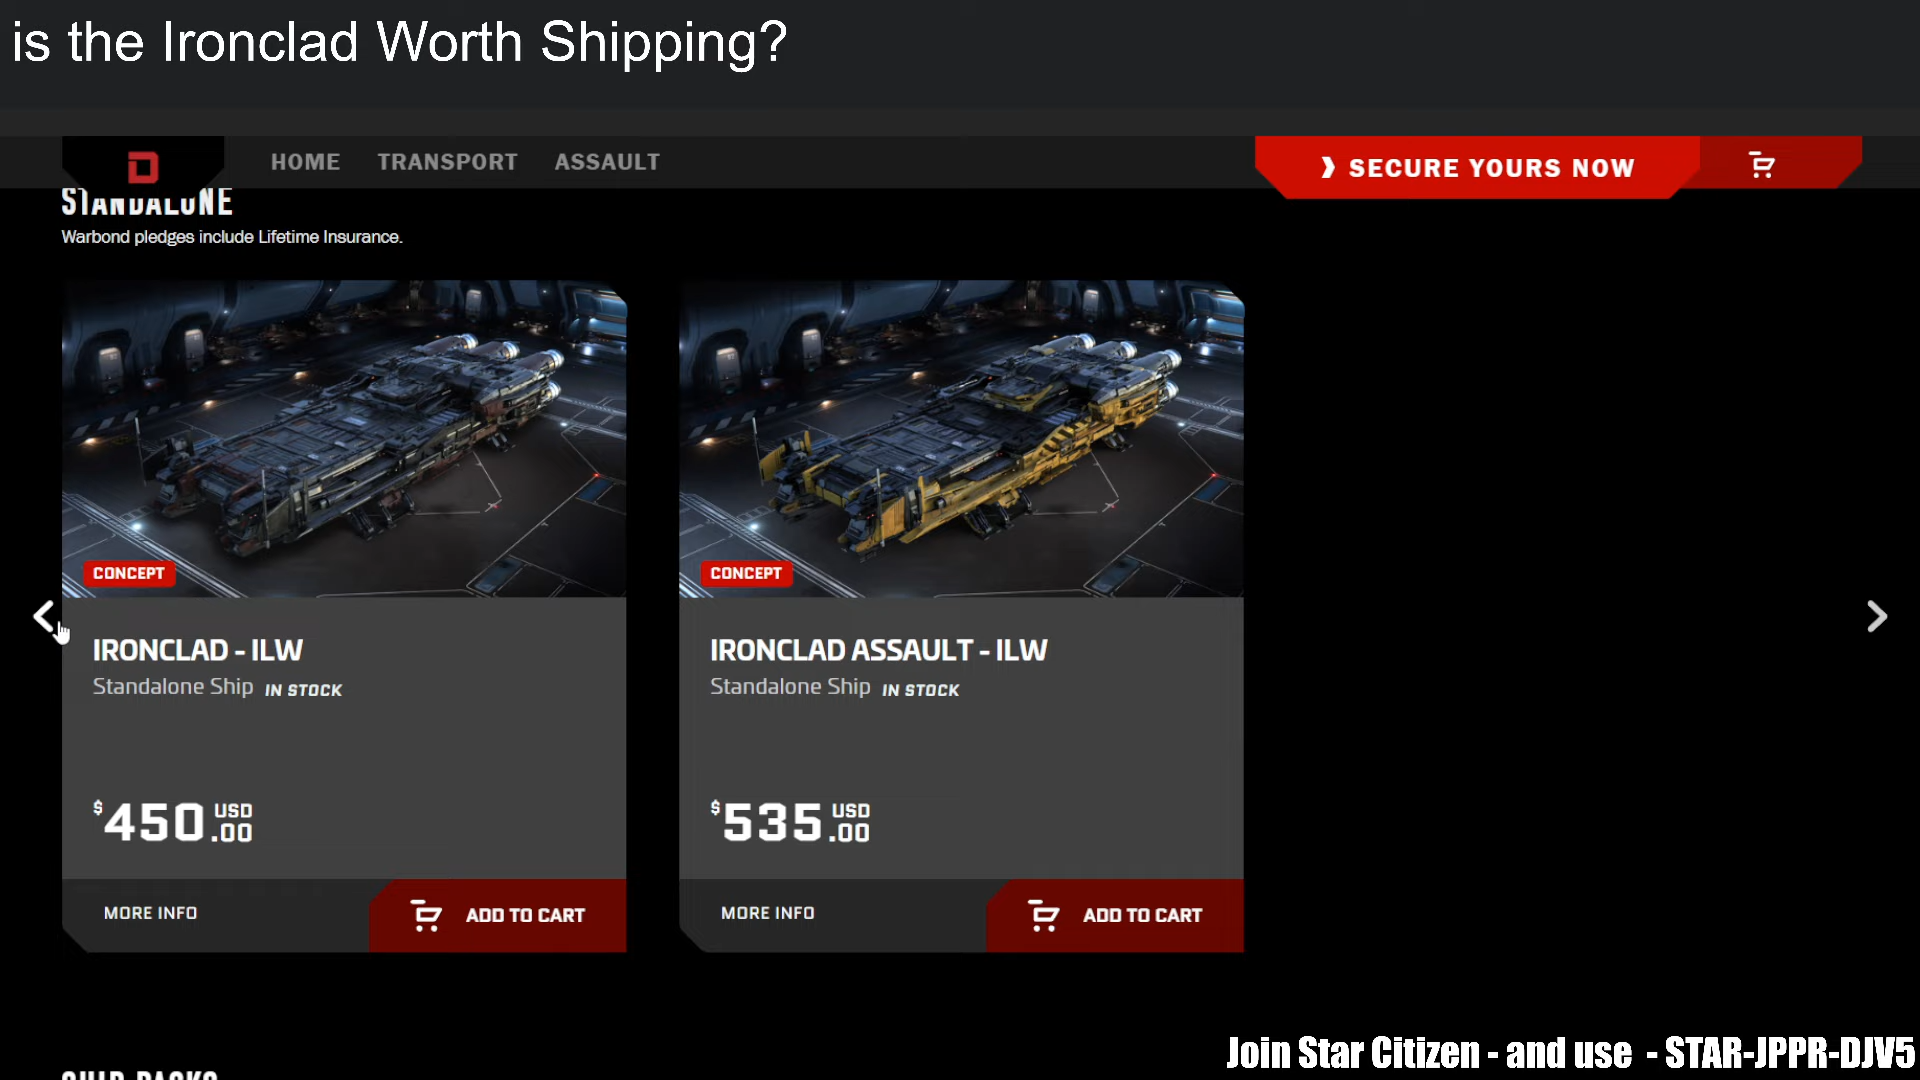 is the Ironclad Worth Shipping?
HOME TRANSPORT ASSAULT
SECURE YOURS NOW
STANDALONE
Warbond pledges include Lifetime Insurance.
CONCEPT
IRONCLAD - ILW
Standalone Ship IN STOCK
$450.00 USD
MORE INFO
ADD TO CART
CONCEPT
IRONCLAD ASSAULT - ILW
Standalone Ship IN STOCK
$535.00 USD
MORE INFO
ADD TO CART
SHIP PACKS
Join Star Citizen - and use - STAR-JPPR-DJV5